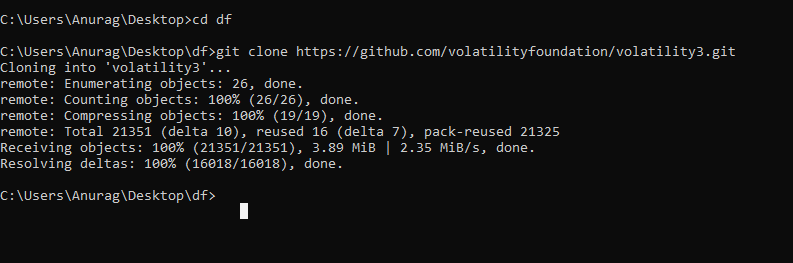 C:\Users\Anurag\Desktop>cd df
C:\Users\Anurag\Desktop\df>git clone https://github.com/volatilityfoundation/volatility3.git
Cloning into 'volatility3'...
remote: Enumerating objects: 26, done.
remote: Counting objects: 100% (26/26), done.
remote: Compressing objects: 100% (19/19), done.
remote: Total 21351 (delta 10), reused 16 (delta 7), pack-reused 21325
Receiving objects: 100% (21351/21351), 3.89 MiB | 2.35 MiB/s, done.
Resolving deltas: 100% (16018/16018), done.
C:\Users\Anurag\Desktop\df>